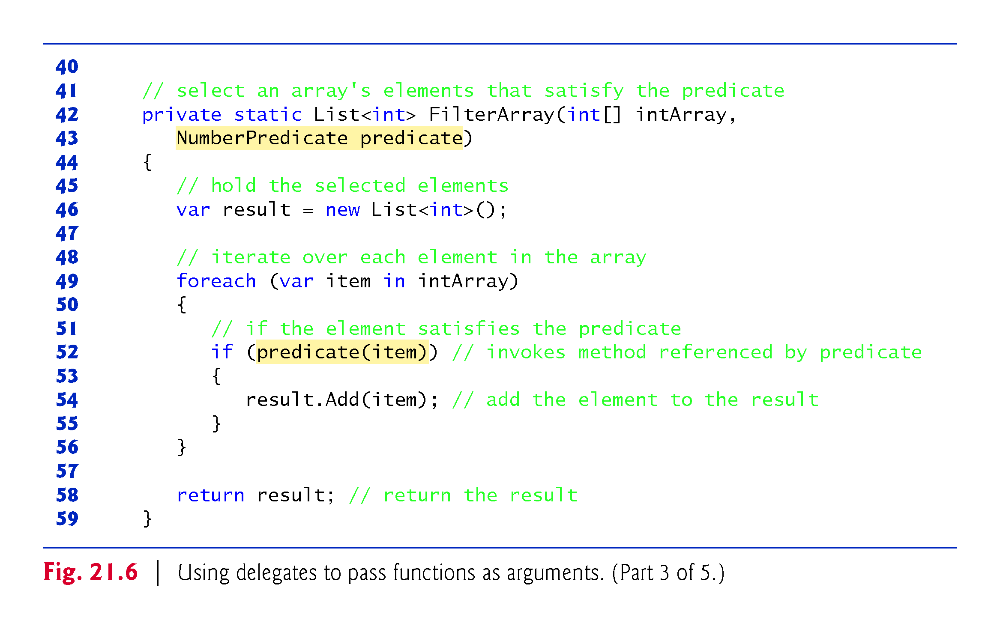 40
41 // select an array's elements that satisfy the predicate
42 private static List<int> FilterArray(int[] intArray,
43 NumberPredicate predicate)
44 {
45 // hold the selected elements
46 var result = new List<int>();
47
48 // iterate over each element in the array
49 foreach (var item in intArray)
50 {
51 // if the element satisfies the predicate
52 if (predicate(item)) // invokes method referenced by predicate
53 {
54 result.Add(item); // add the element to the result
55 }
56 }
57
58 return result; // return the result
59 }
Fig. 21.6 | Using delegates to pass functions as arguments. (Part 3 of 5.)